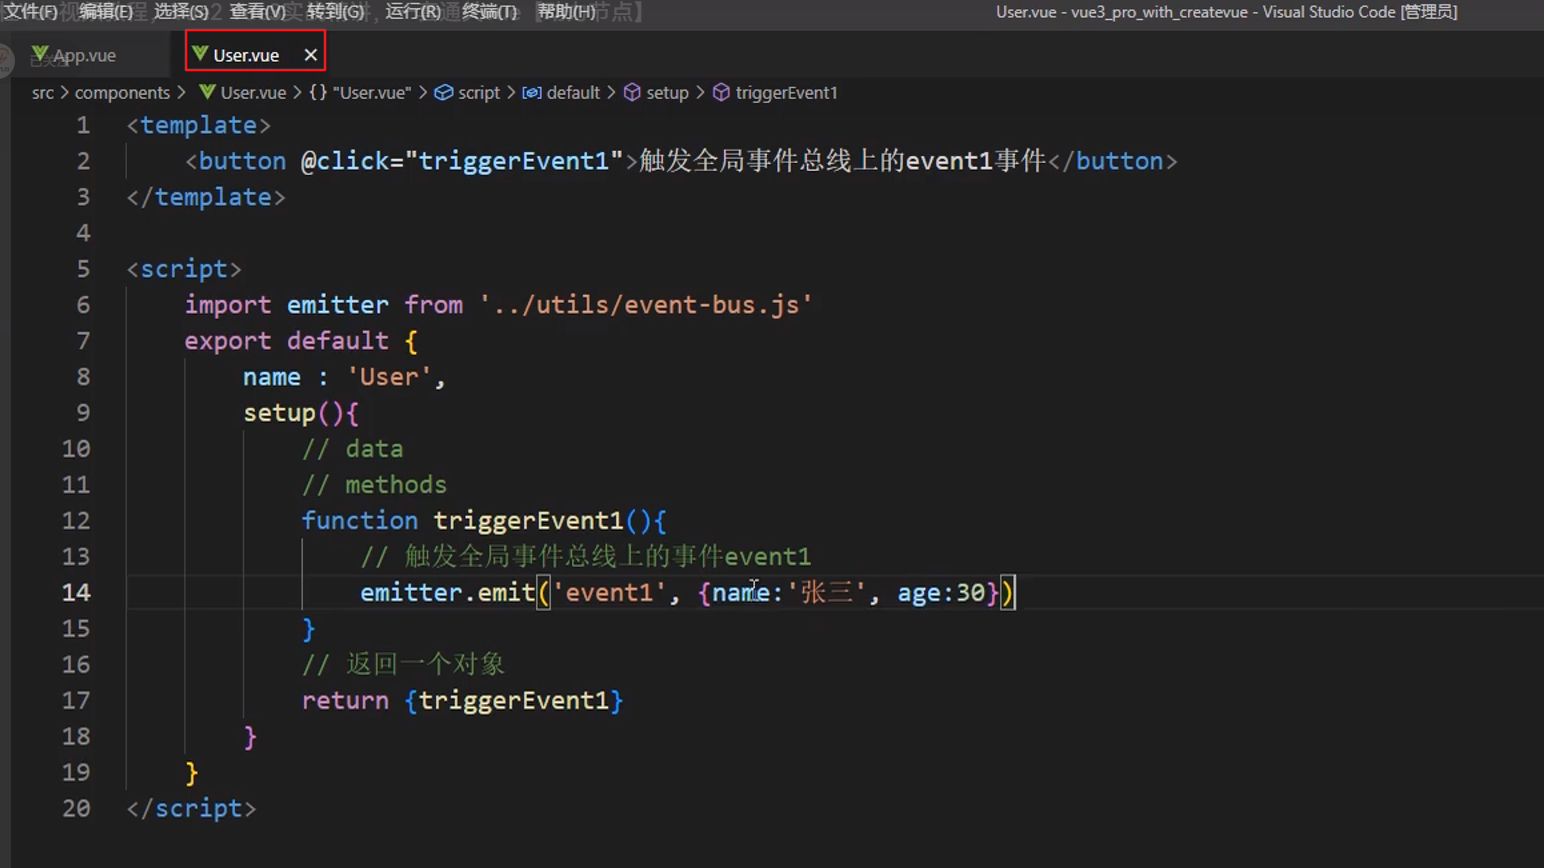 文件(F) 编辑(E) 选择(S) 查看(V) 转到(G) 运行(R) 终端(T) 帮助(H) User.vue - vue3_pro_with_createvue - Visual Studio Code [管理员]
App.vue User.vue ×
src > components > User.vue > {} "User.vue" > script > default > setup > triggerEvent1
1 <template>
2 <button @click="triggerEvent1">触发全局事件总线上的event1事件</button>
3 </template>
4
5 <script>
6 import emitter from '../utils/event-bus.js'
7 export default {
8 name : 'User',
9 setup(){
10 // data
11 // methods
12 function triggerEvent1(){
13 // 触发全局事件总线上的事件event1
14 emitter.emit('event1', {name:'张三', age:30})
15 }
16 // 返回一个对象
17 return {triggerEvent1}
18 }
19 }
20 </script>